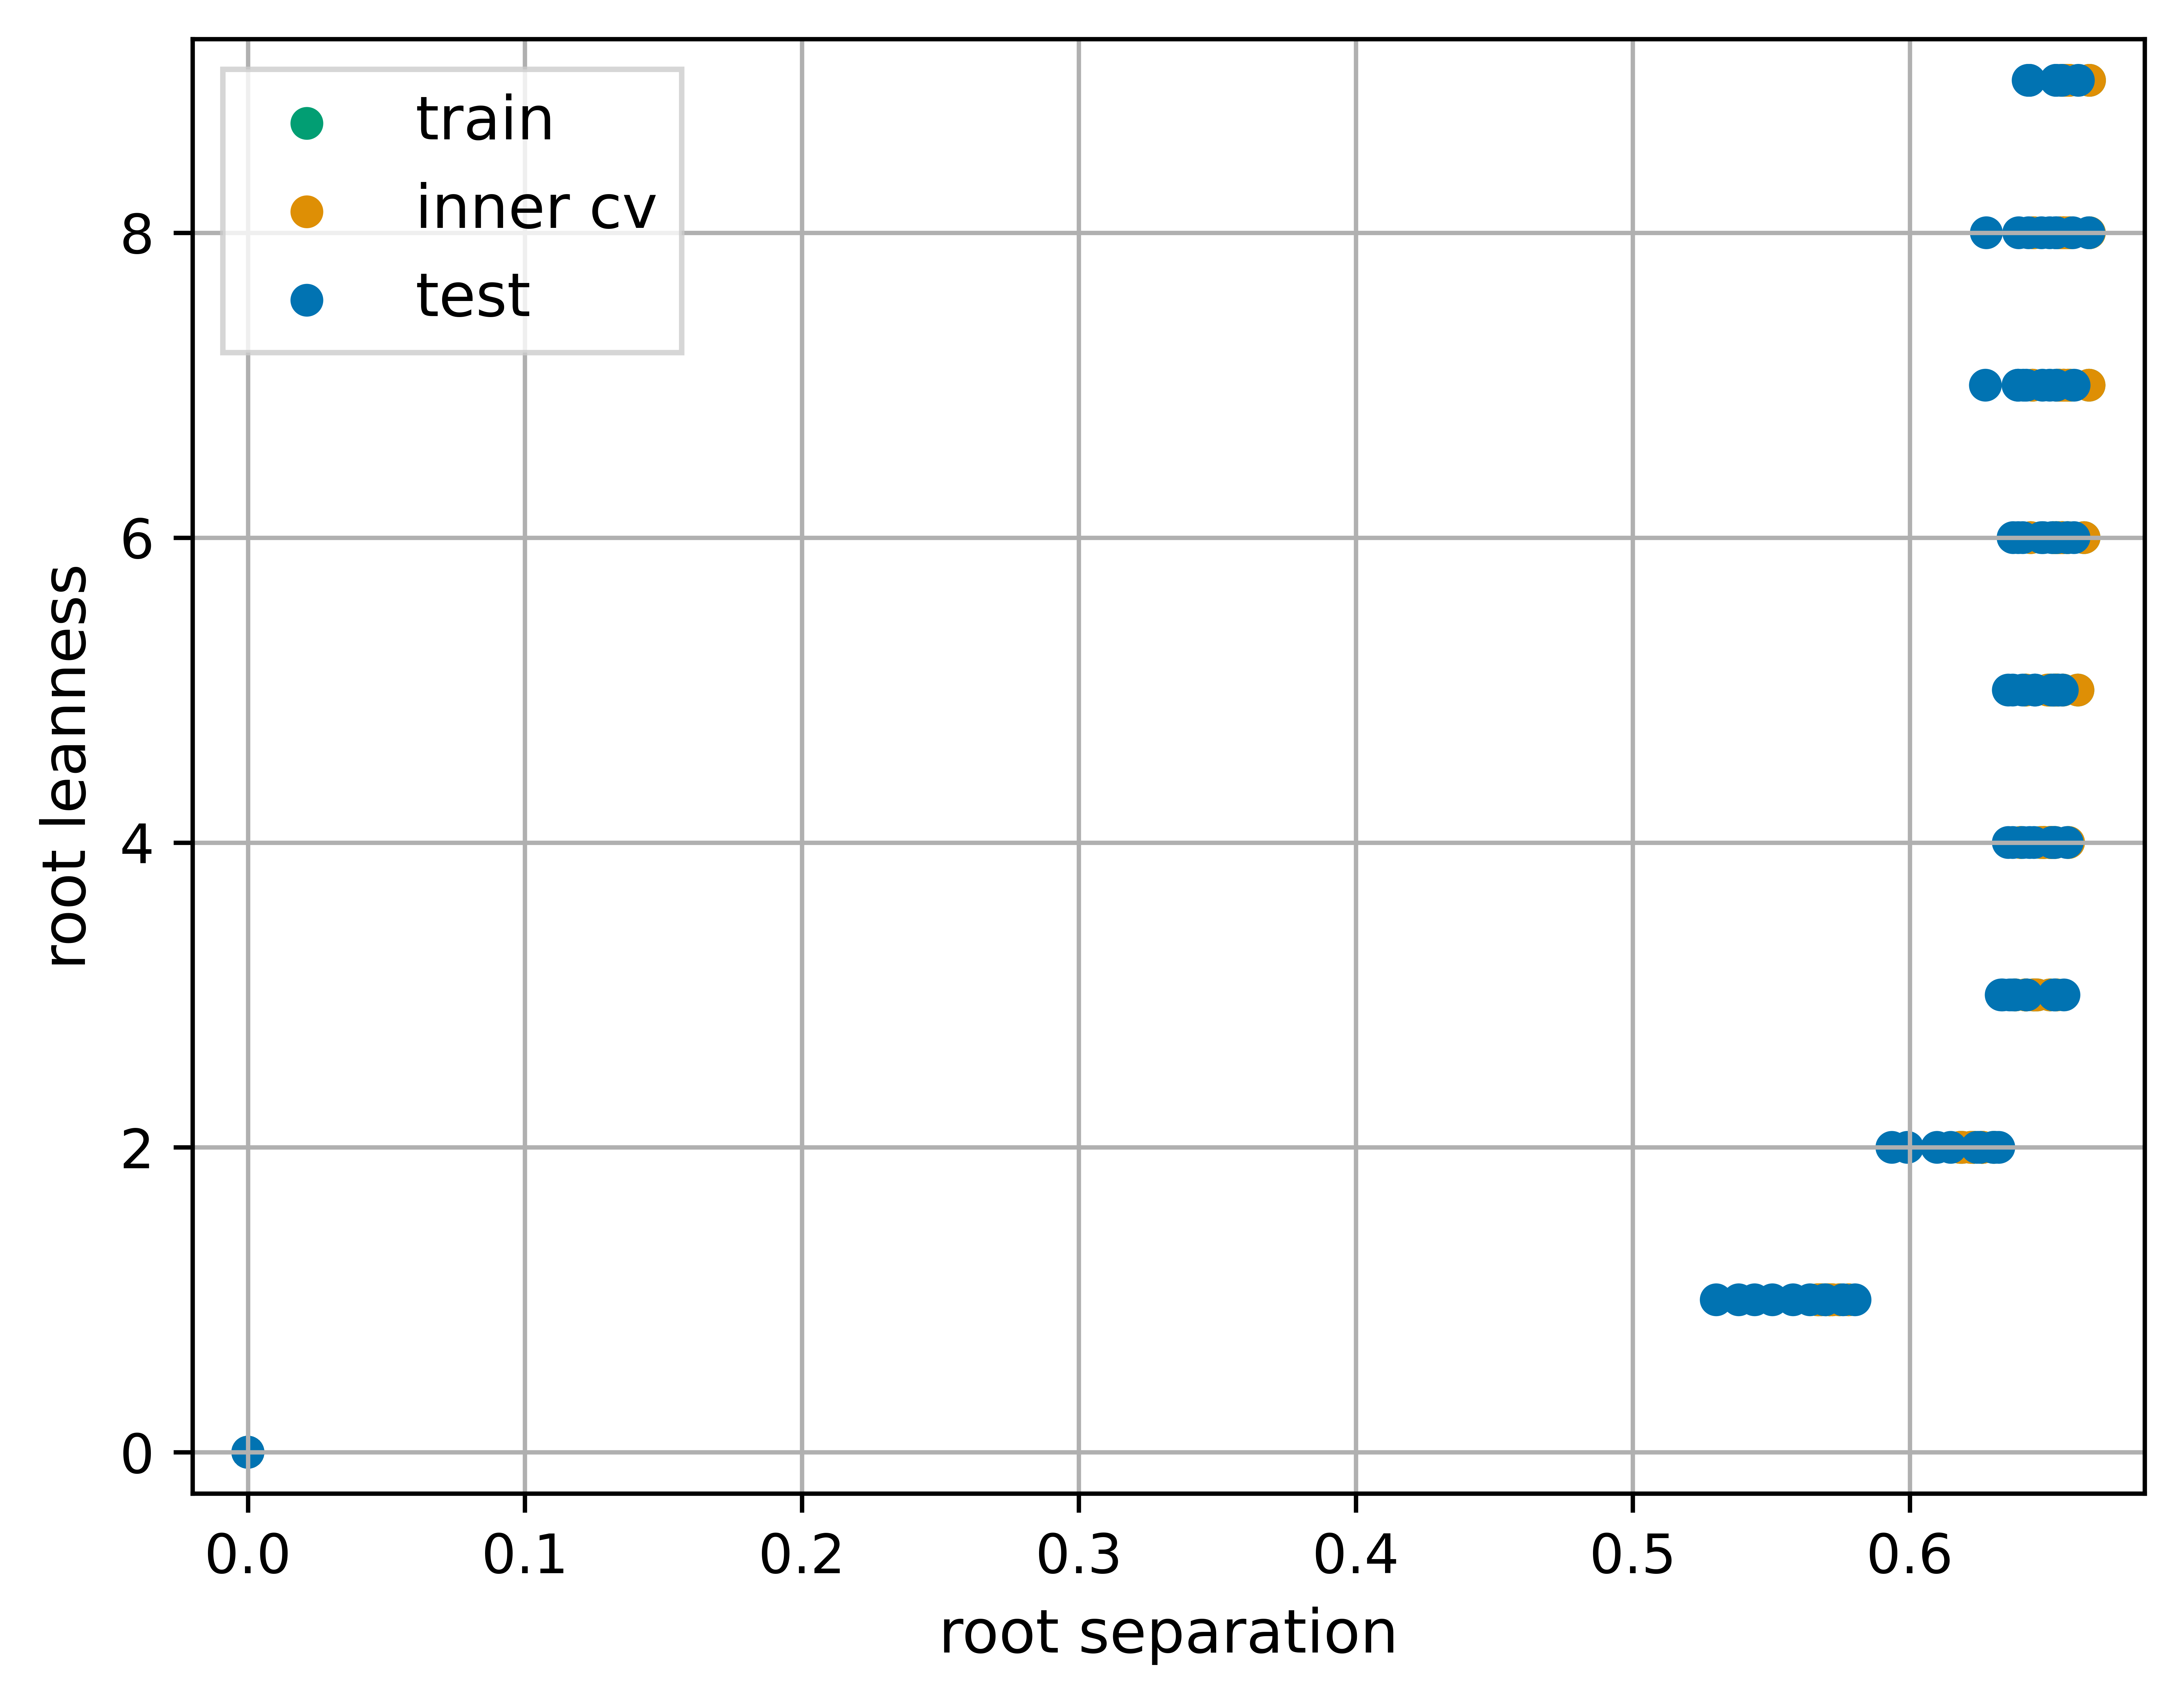 train
inner cv
test
8
6
4
2
0
root leanness
0.0 0.1 0.2 0.3 0.4 0.5 0.6
root separation